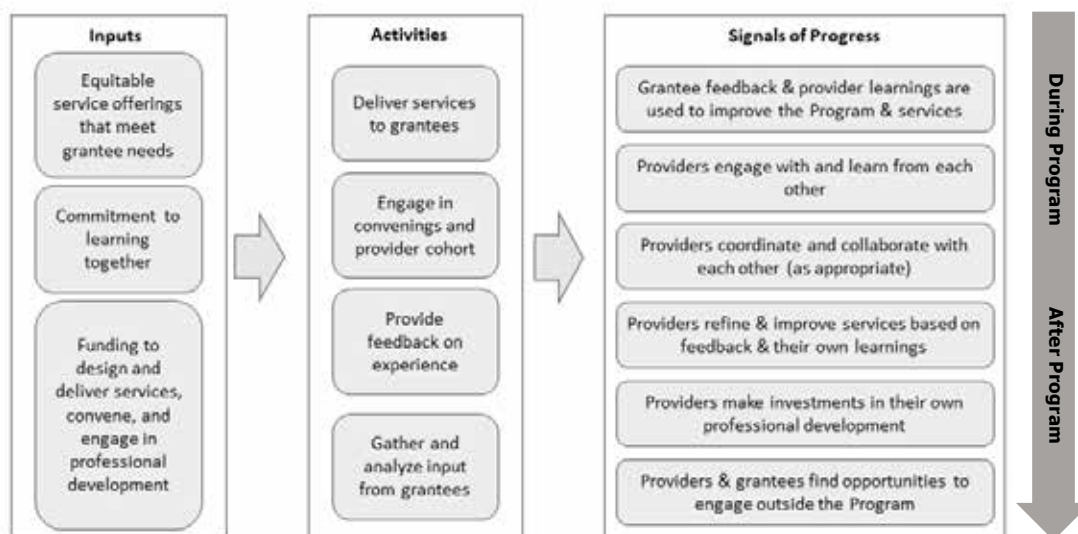 Inputs
Equitable
service offerings
that meet
grantee needs
Commitment to
learning
together
Funding to
design and
deliver services,
convene, and
engage in
professional
development
Activities
Deliver services
to grantees
Engage in
convenings and
provider cohort
Provide
feedback on
experience
Gather and
analyze input
from grantees
Signals of Progress
Grantee feedback & provider learnings are
used to improve the Program & services
Providers engage with and learn from each
other
Providers coordinate and collaborate with
each other (as appropriate)
Providers refine & improve services based on
feedback & their own learnings
Providers make investments in their own
professional development
Providers & grantees find opportunities to
engage outside the Program
During Program
After Program